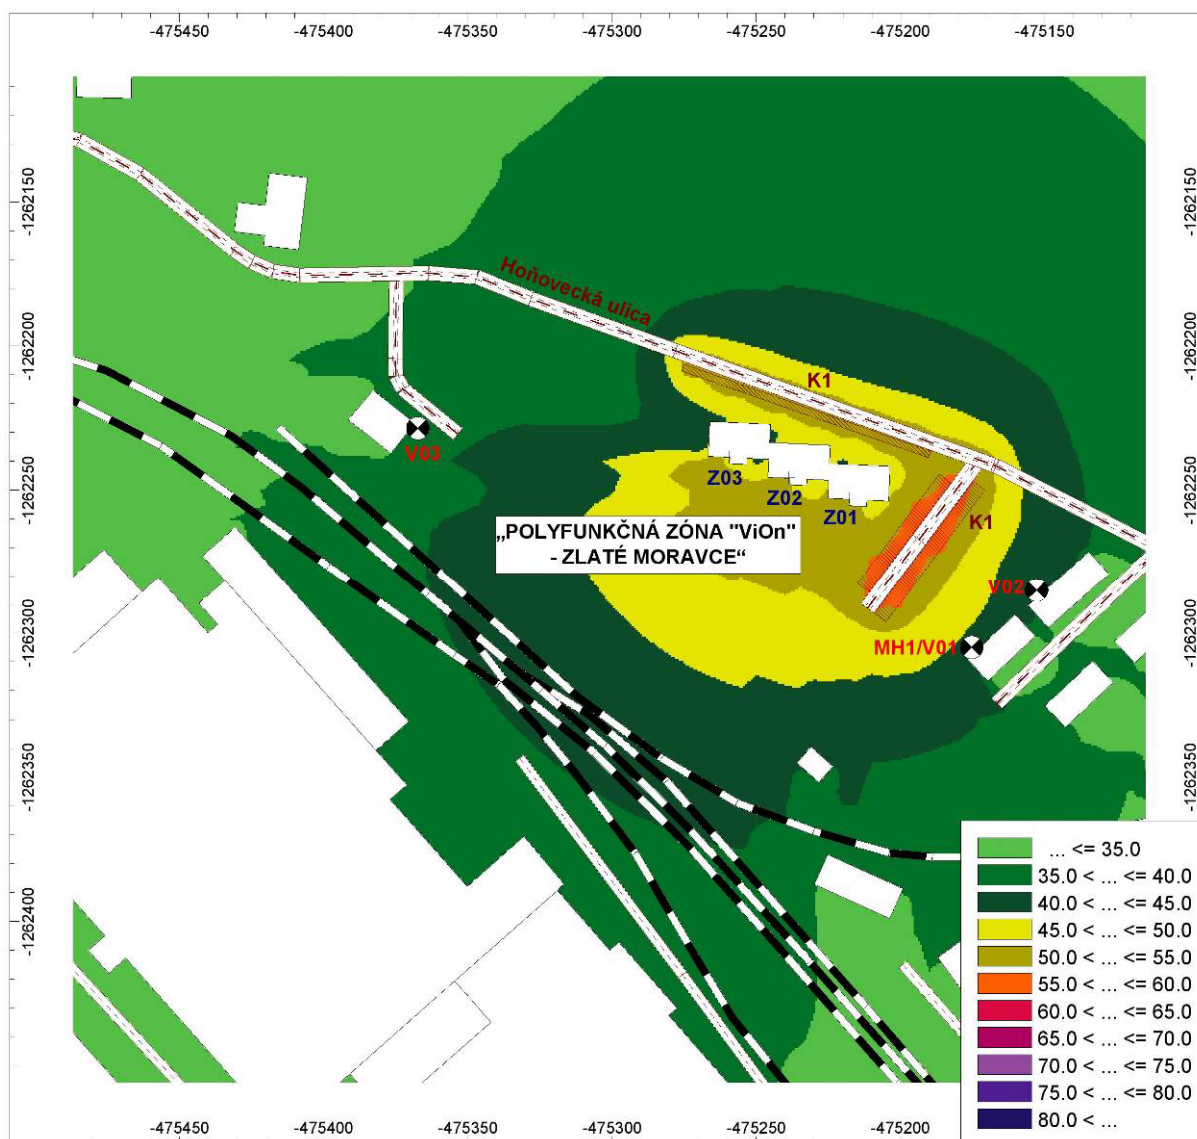 -475450 -475400 -475350 -475300 -475250 -475200 -475150
-1262150
-1262150
Hoňovecká ulica
-1262200
-1262200
K1
V03
-1262250
-1262250
Z03
Z02
Z01
K1
„POLYFUNKČNÁ ZÓNA "ViOn"
- ZLATÉ MORAVCE“
V02
-1262300
-1262300
MH1/V01
-1262350
-1262350
... <= 35.0
35.0 < ... <= 40.0
40.0 < ... <= 45.0
45.0 < ... <= 50.0
50.0 < ... <= 55.0
55.0 < ... <= 60.0
60.0 < ... <= 65.0
65.0 < ... <= 70.0
70.0 < ... <= 75.0
75.0 < ... <= 80.0
80.0 < ...
-1262400
-475450 -475400 -475350 -475300 -475250 -475200